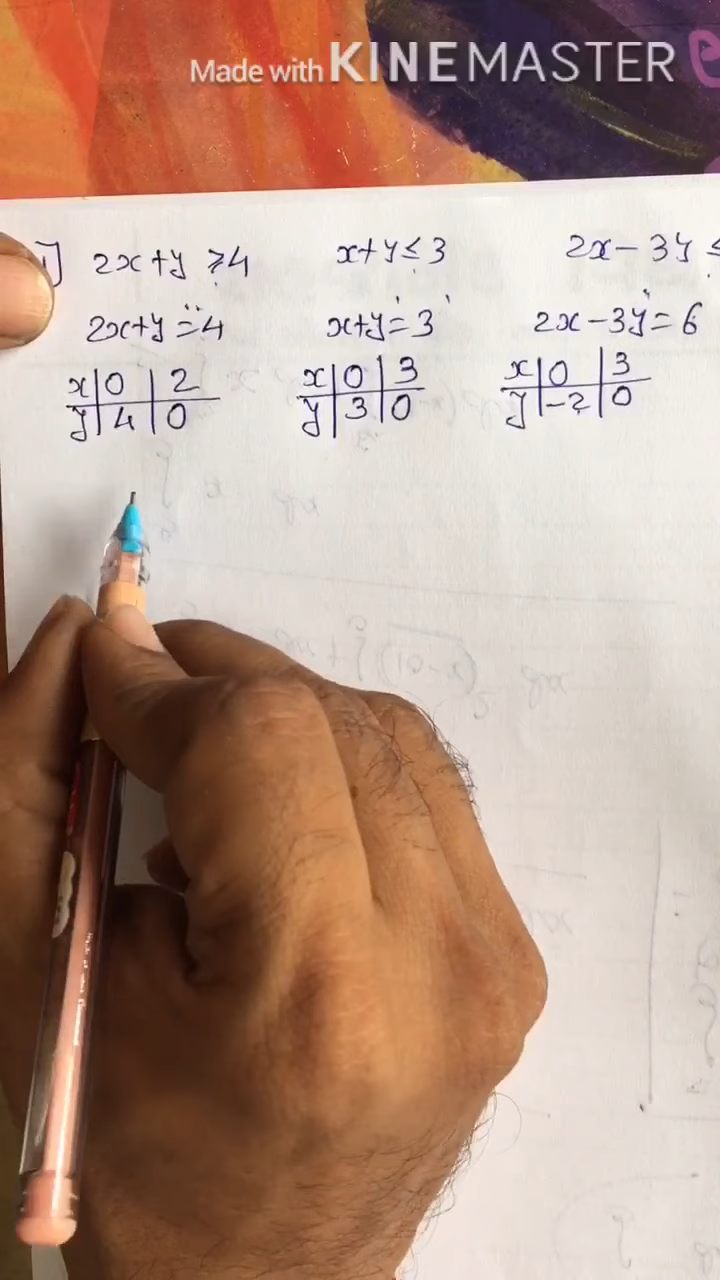 Made with KINEMASTER
1] 2x+y ≥4 x+y≤ 3 2x-3y ≤
2x+y =4 x+y= 3 2x-3y= 6
x|0 | 2 x|0 | 3 x|0 | 3
y|4 | 0 y|3 | 0 y|-2 | 0